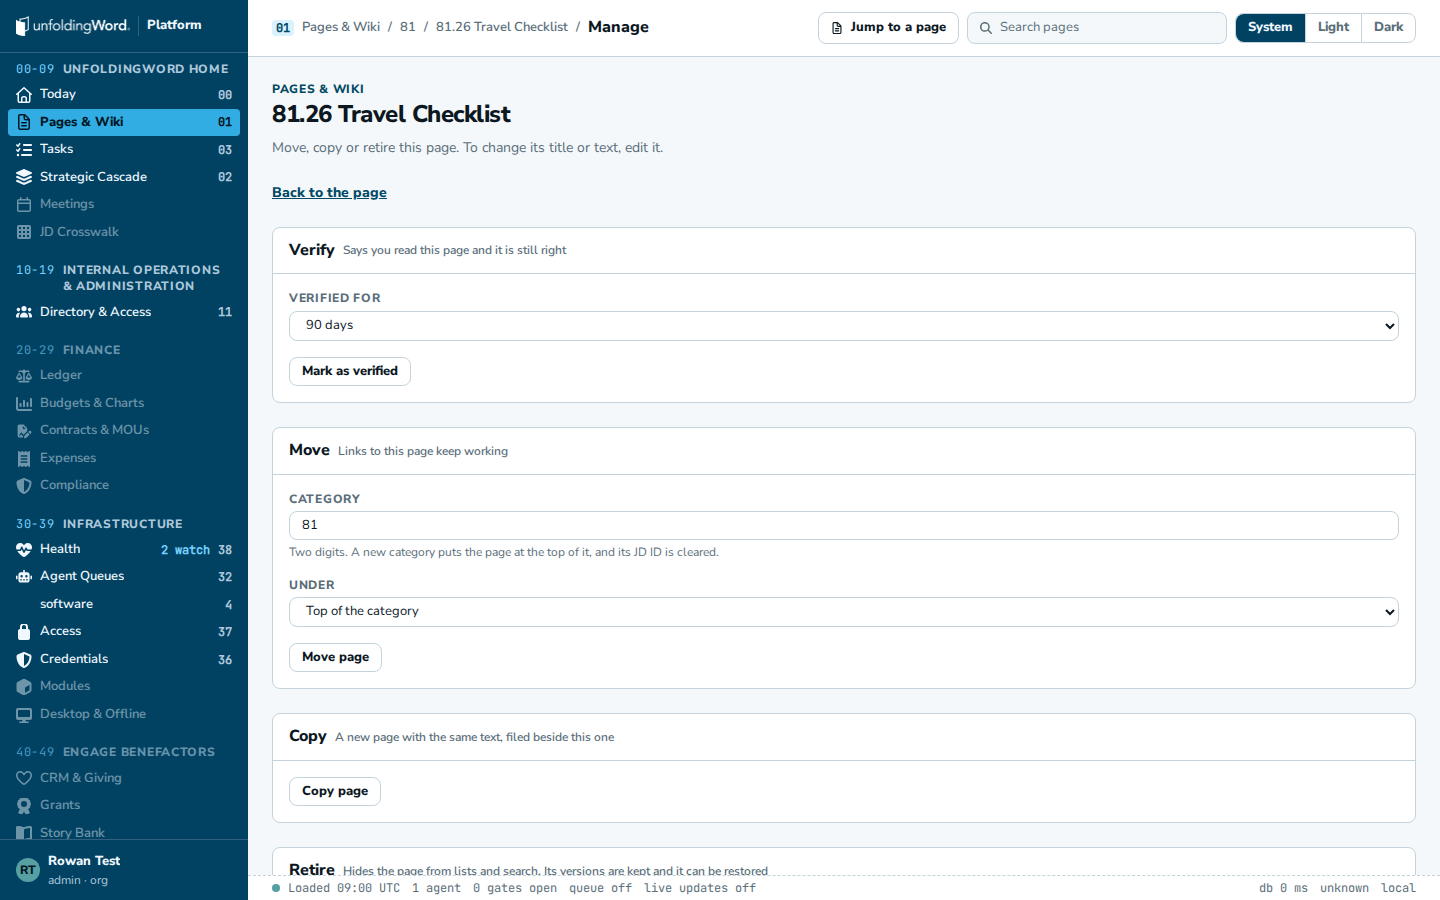 unfoldingWord. Platform
00-09 UNFOLDINGWORD HOME
Today 00
Pages & Wiki 01
Tasks 03
Strategic Cascade 02
Meetings
JD Crosswalk
10-19 INTERNAL OPERATIONS
& ADMINISTRATION
Directory & Access 11
20-29 FINANCE
Ledger
Budgets & Charts
Contracts & MOUs
Expenses
Compliance
30-39 INFRASTRUCTURE
Health 2 watch 38
Agent Queues 32
software 4
Access 37
Credentials 36
Modules
Desktop & Offline
40-49 ENGAGE BENEFACTORS
CRM & Giving
Grants
Story Bank
RT Rowan Test
admin · org
01 Pages & Wiki / 81 / 81.26 Travel Checklist / Manage
Jump to a page
Search pages
System Light Dark
PAGES & WIKI
81.26 Travel Checklist
Move, copy or retire this page. To change its title or text, edit it.
Back to the page
Verify Says you read this page and it is still right
VERIFIED FOR
90 days
Mark as verified
Move Links to this page keep working
CATEGORY
81
Two digits. A new category puts the page at the top of it, and its JD ID is cleared.
UNDER
Top of the category
Move page
Copy A new page with the same text, filed beside this one
Copy page
Retire Hides the page from lists and search. Its versions are kept and it can be restored
Loaded 09:00 UTC 1 agent 0 gates open queue off live updates off
db 0 ms unknown local